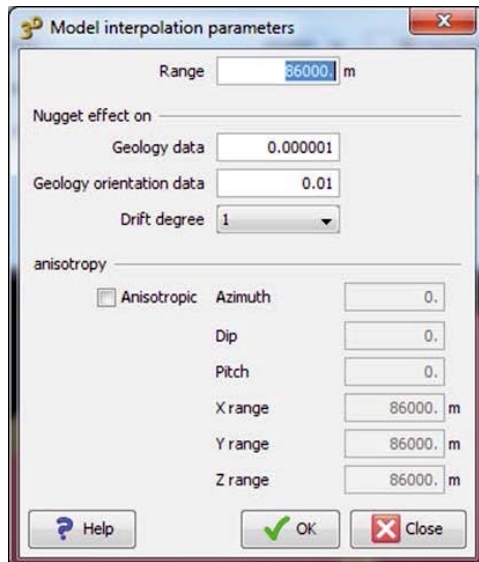 3D Model interpolation parameters
Range 86000. m
Nugget effect on
Geology data 0.000001
Geology orientation data 0.01
Drift degree 1
anisotropy
Anisotropic Azimuth 0.
Dip 0.
Pitch 0.
X range 86000. m
Y range 86000. m
Z range 86000. m
? Help OK Close